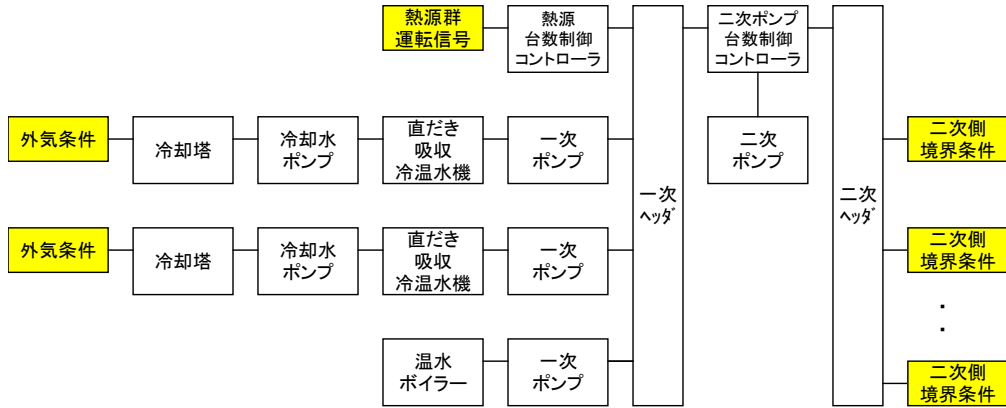 熱源群
運転信号
熱源
台数制御
コントローラ
二次ポンプ
台数制御
コントローラ
外気条件
冷却塔
冷却水
ポンプ
直だき
吸収
冷温水機
一次
ポンプ
一次
ヘッダ
二次
ポンプ
二次
ヘッダ
二次側
境界条件
外気条件
冷却塔
冷却水
ポンプ
直だき
吸収
冷温水機
一次
ポンプ
二次側
境界条件
・
・
温水
ボイラー
一次
ポンプ
二次側
境界条件